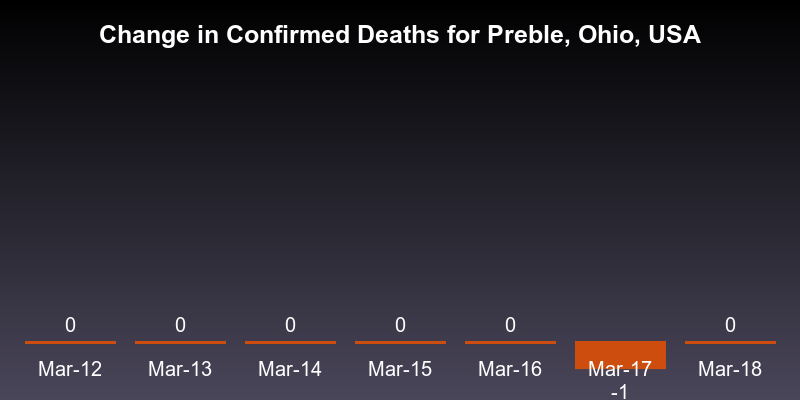 Change in Confirmed Deaths for Preble, Ohio, USA
0 0 0 0 0 0
Mar-12 Mar-13 Mar-14 Mar-15 Mar-16 Mar-17 Mar-18
-1